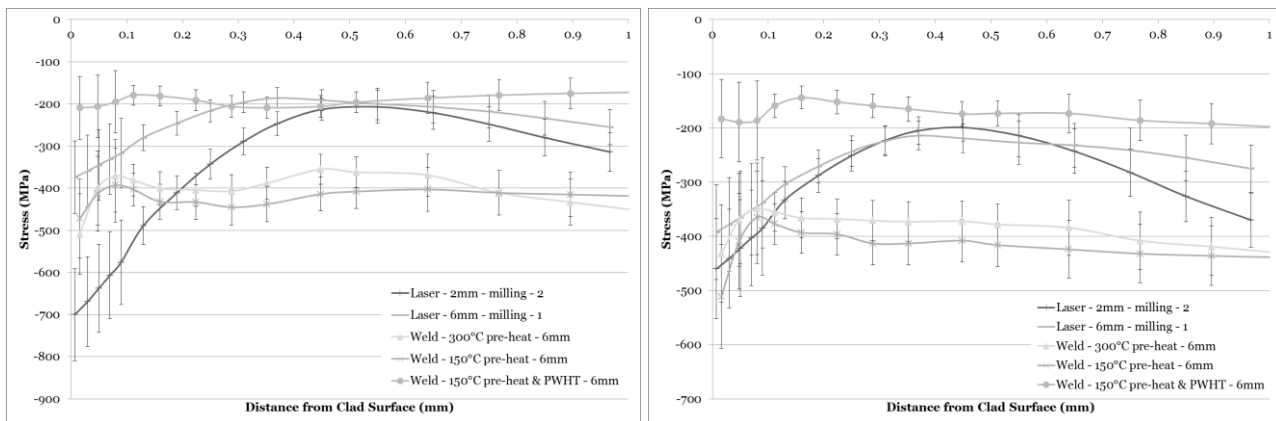 0
0 0.1 0.2 0.3 0.4 0.5 0.6 0.7 0.8 0.9 1
-100
-200
-300
-400
-500
-600
-700
-800
-900
Stress (MPa)
Laser - 2mm - milling - 2
Laser - 6mm - milling - 1
Weld - 300°C pre-heat - 6mm
Weld - 150°C pre-heat - 6mm
Weld - 150°C pre-heat & PWHT - 6mm
Distance from Clad Surface (mm)
0
0 0.1 0.2 0.3 0.4 0.5 0.6 0.7 0.8 0.9 1
-100
-200
-300
-400
-500
-600
-700
Stress (MPa)
Laser - 2mm - milling - 2
Laser - 6mm - milling - 1
Weld - 300°C pre-heat - 6mm
Weld - 150°C pre-heat - 6mm
Weld - 150°C pre-heat & PWHT - 6mm
Distance from Clad Surface (mm)